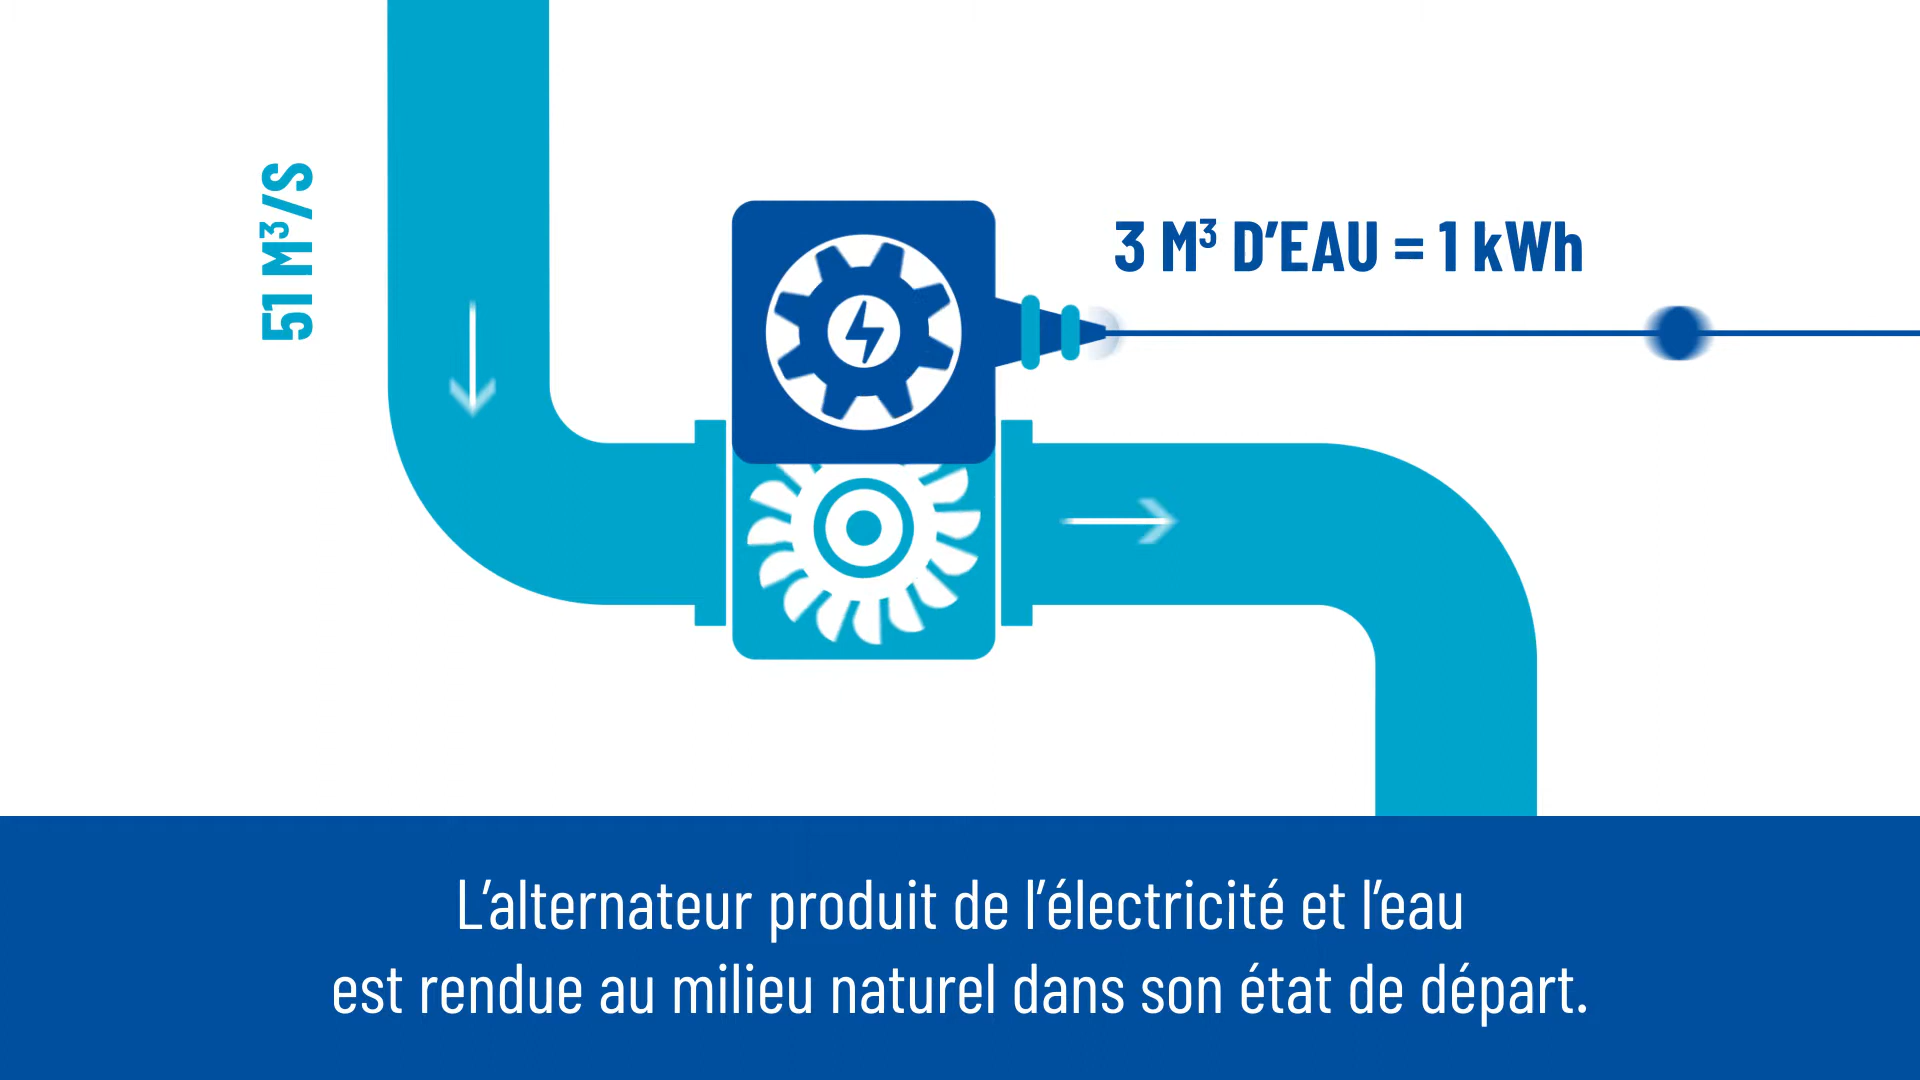 51 M³/S
3 M³ D’EAU = 1 kWh
L’alternateur produit de l’électricité et l’eau
est rendue au milieu naturel dans son état de départ.